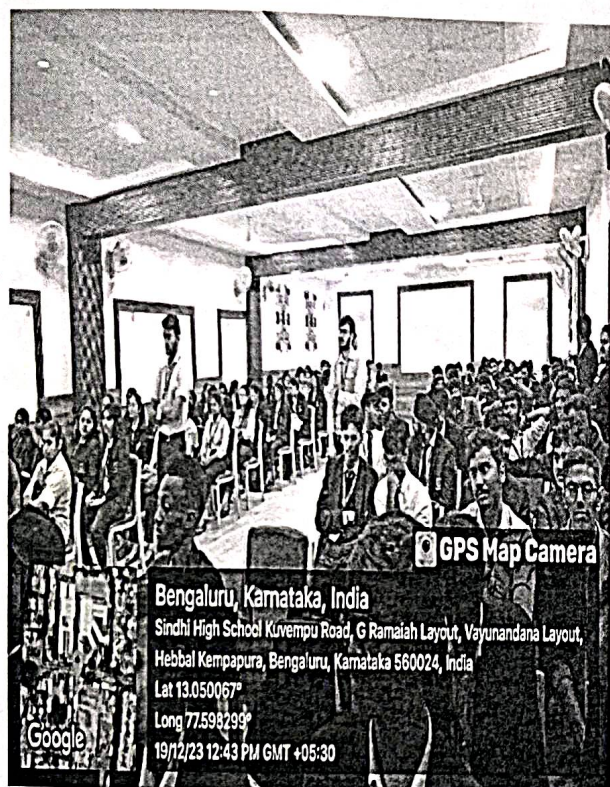 GPS Map Camera
Bengaluru, Karnataka, India
Sindhi High School Kuvempu Road, G Ramaiah Layout, Vayunandana Layout,
Hebbal Kempapura, Bengaluru, Karnataka 560024, India
Lat 13.050067°
Long 77.598299°
19/12/23 12:43 PM GMT +05:30
Google